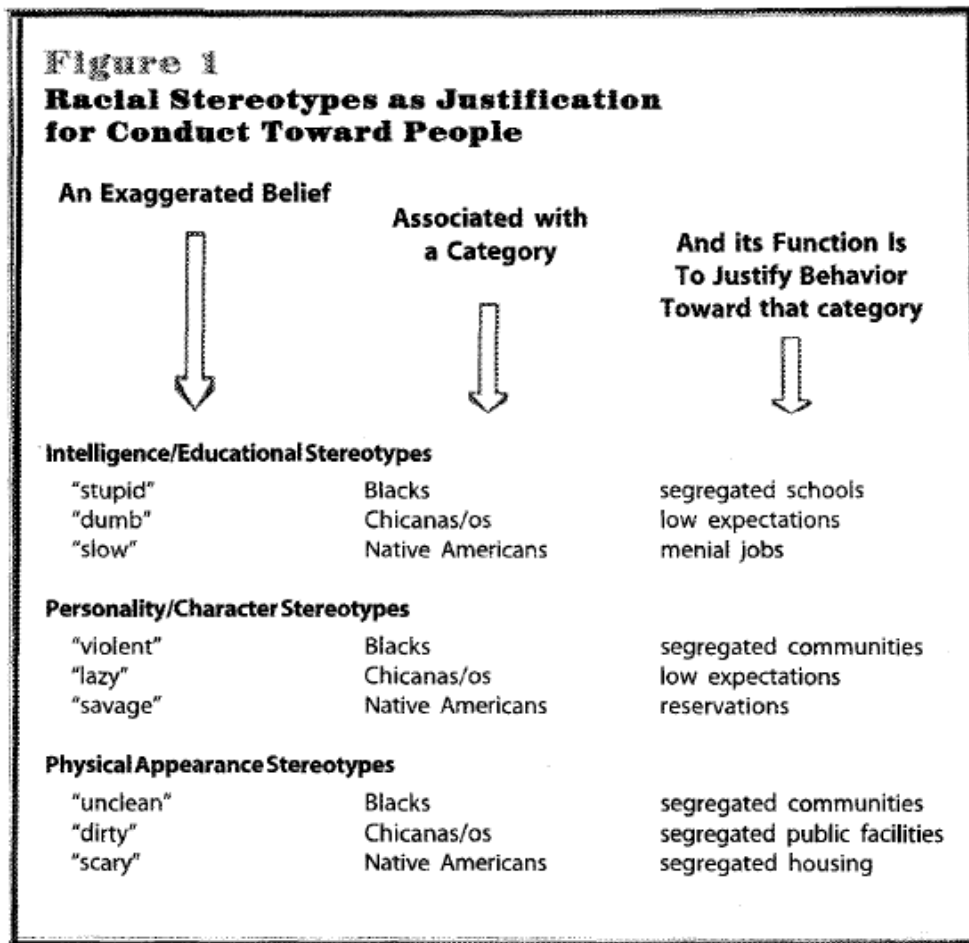 Figure 1
Racial Stereotypes as Justification
for Conduct Toward People
An Exaggerated Belief
Associated with
a Category
And its Function Is
To Justify Behavior
Toward that category
Intelligence/Educational Stereotypes
"stupid" Blacks segregated schools
"dumb" Chicanas/os low expectations
"slow" Native Americans menial jobs
Personality/Character Stereotypes
"violent" Blacks segregated communities
"lazy" Chicanas/os low expectations
"savage" Native Americans reservations
Physical Appearance Stereotypes
"unclean" Blacks segregated communities
"dirty" Chicanas/os segregated public facilities
"scary" Native Americans segregated housing